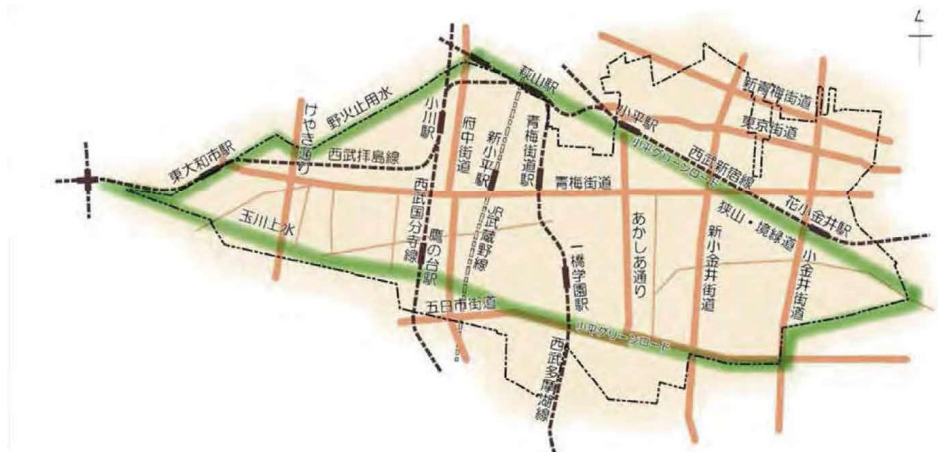 萩山駅
新青梅街道
小平駅
東京街道
野火止用水
けやき通り
小川駅
府中街道
新小平駅
青梅街道駅
西武新宿線
小平グリーンロード
東大和市駅
西武拝島線
青梅街道
花小金井駅
狭山・境緑道
玉川上水
西武国分寺線
鷹の台駅
JR武蔵野線
一橋学園駅
あかしあ通り
新小金井街道
小金井街道
五日市街道
小平グリーンロード
西武多摩湖線